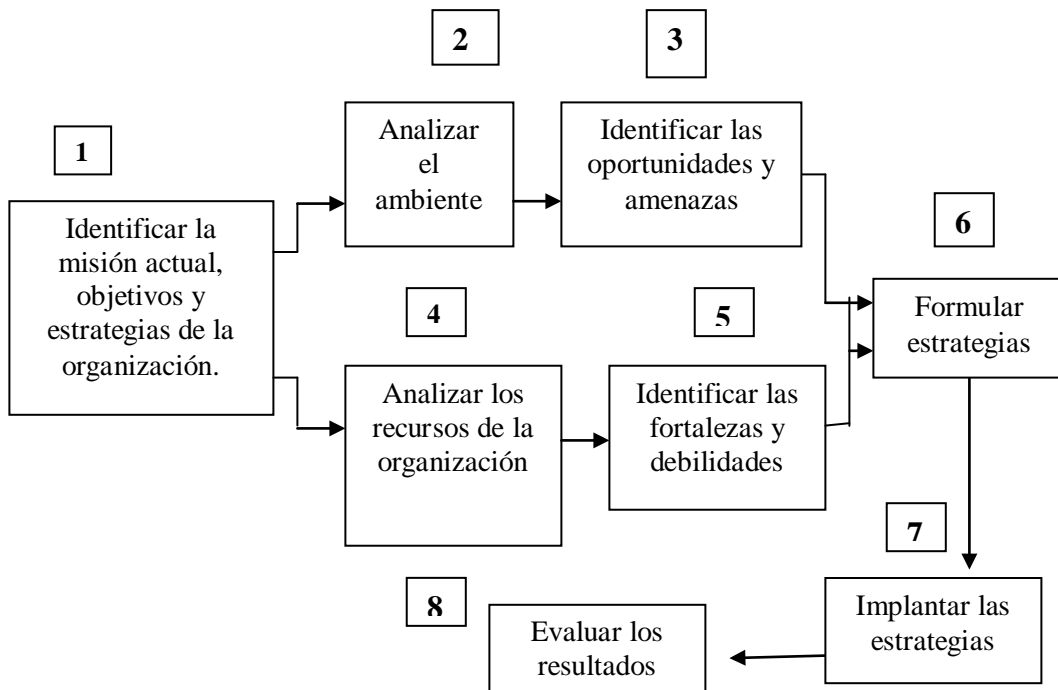 1
Identificar la
misión actual,
objetivos y
estrategias de la
organización.
2
Analizar
el
ambiente
3
Identificar las
oportunidades y
amenazas
4
Analizar los
recursos de la
organización
5
Identificar las
fortalezas y
debilidades
6
Formular
estrategias
7
Implantar las
estrategias
8
Evaluar los
resultados